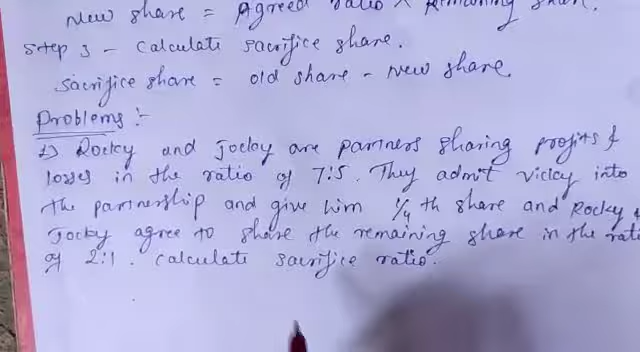 New share = Agreed ratio × Remaining share.
Step 3 - Calculate sacrifice share.
Sacrifice share = old share - New share.
Problems :-
1) Rocky and Jocky are partners sharing profits &
losses in the ratio of 7:5. They admit Vicky into
the partnership and give him 1/4 th share and Rocky &
Jocky agree to share the remaining share in the rati
of 2:1. Calculate sacrifice ratio.